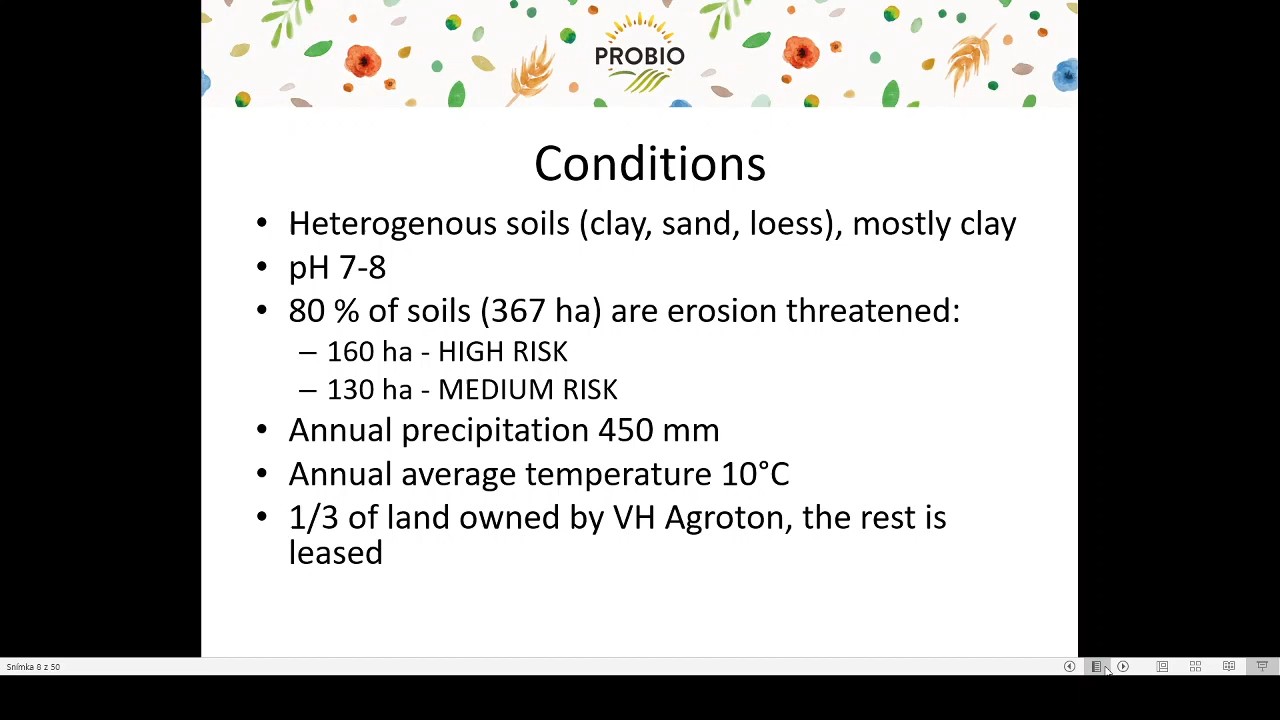 PROBIO
Conditions
• Heterogenous soils (clay, sand, loess), mostly clay
• pH 7-8
• 80 % of soils (367 ha) are erosion threatened:
– 160 ha - HIGH RISK
– 130 ha - MEDIUM RISK
• Annual precipitation 450 mm
• Annual average temperature 10°C
• 1/3 of land owned by VH Agroton, the rest is
leased
Snímka 8 z 50